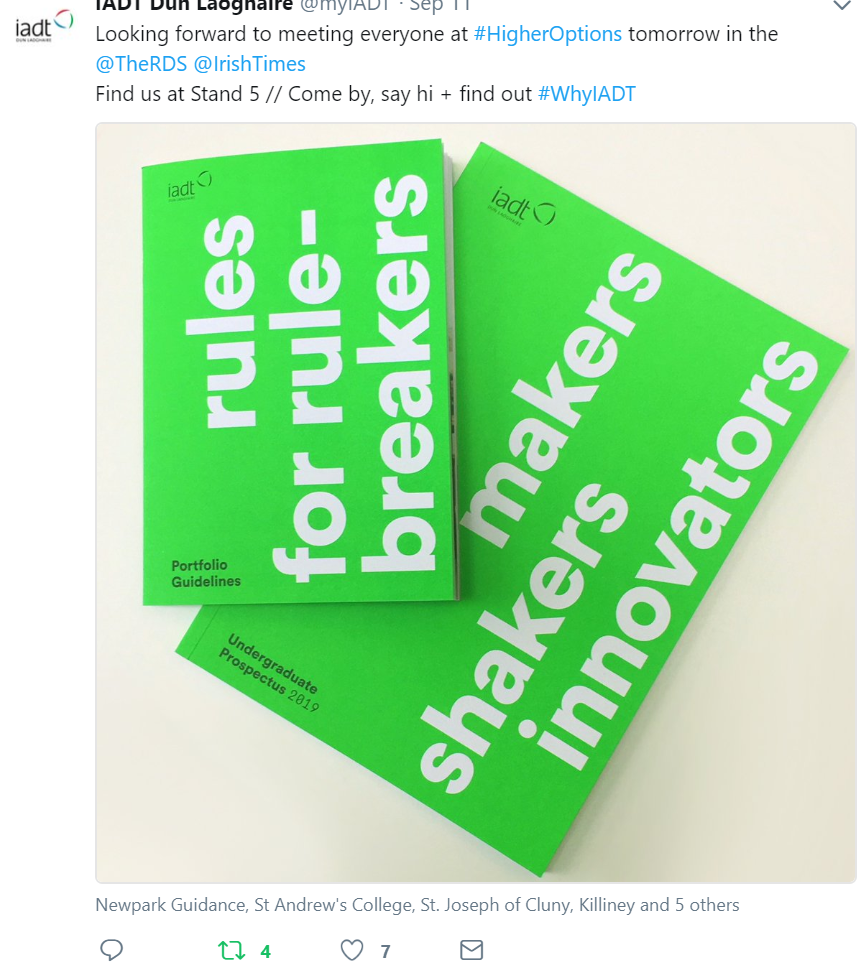 IADT Dún Laoghaire @myIADT · Sep 11
iadt
DUN LAOGHAIRE
Looking forward to meeting everyone at #HigherOptions tomorrow in the
@TheRDS @IrishTimes
Find us at Stand 5 // Come by, say hi + find out #WhyIADT
iadt
DUN LAOGHAIRE
rules
for rule-
breakers
Portfolio
Guidelines
iadt
DUN LAOGHAIRE
makers
shakers
innovators
Undergraduate
Prospectus 2019
Newpark Guidance, St Andrew's College, St. Joseph of Cluny, Killiney and 5 others
4
7